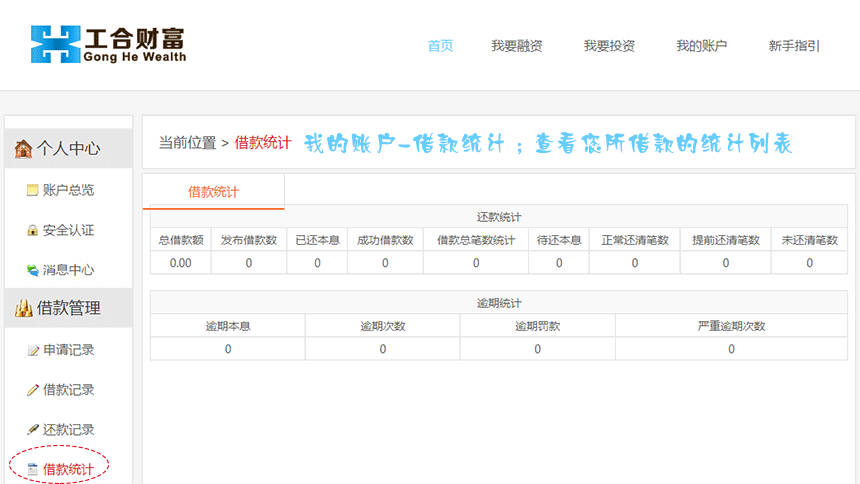 工合财富
Gong He Wealth
首页 我要融资 我要投资 我的账户 新手指引
个人中心
账户总览
安全认证
消息中心
借款管理
申请记录
借款记录
还款记录
借款统计
当前位置 > 借款统计 我的账户-借款统计；查看您所借款的统计列表
借款统计
还款统计
总借款额 发布借款数 已还本息 成功借款数 借款总笔数统计 待还本息 正常还清笔数 提前还清笔数 未还清笔数
0.00 0 0 0 0 0 0 0 0
逾期统计
逾期本息 逾期次数 逾期罚款 严重逾期次数
0 0 0 0